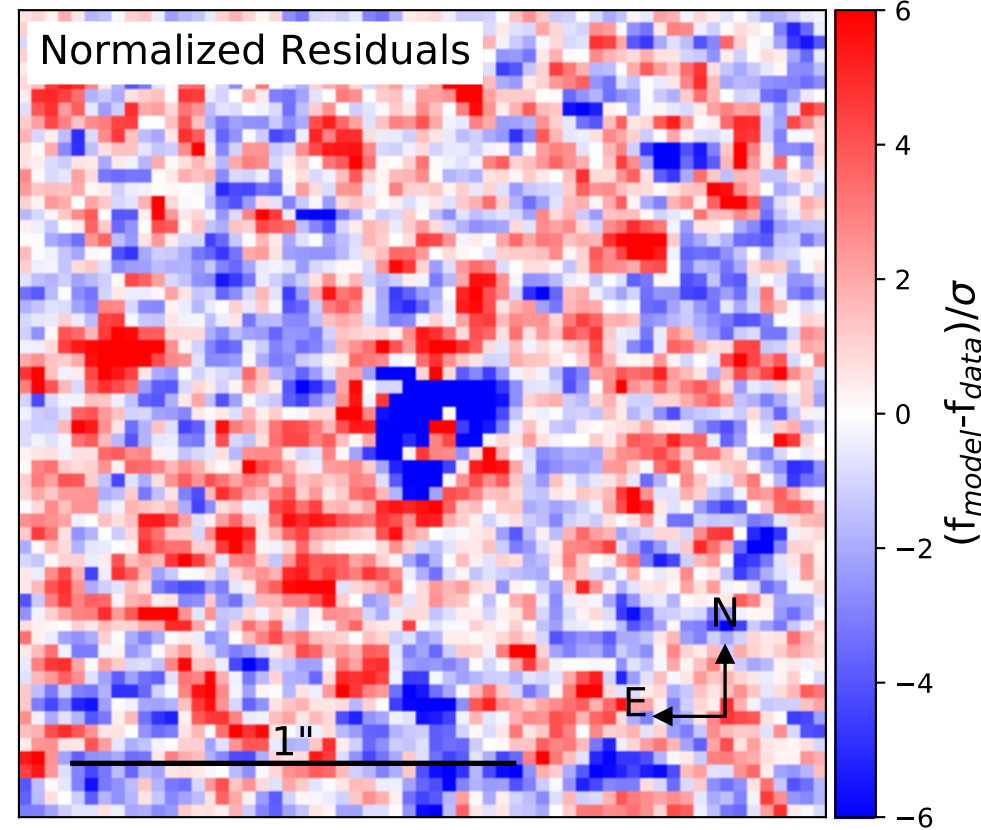 Normalized Residuals
6
4
2
0
−2
−4
−6
(f_model-f_data)/σ
N
E
1"